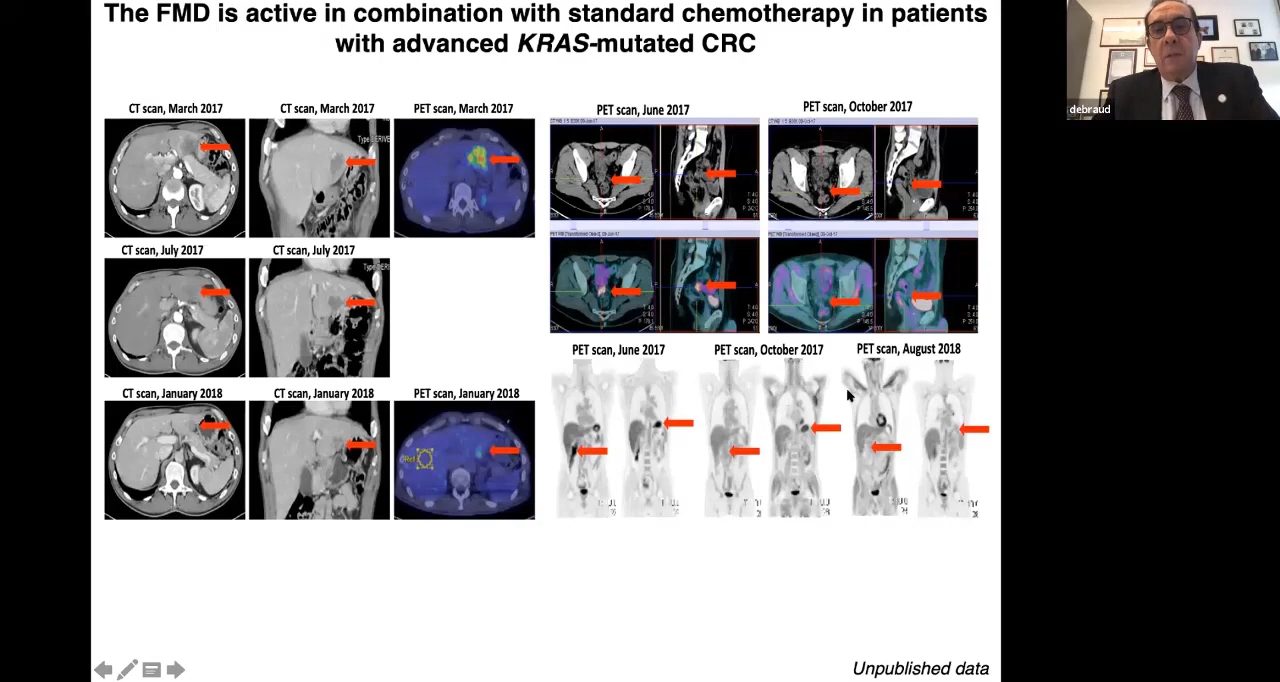 The FMD is active in combination with standard chemotherapy in patients
with advanced KRAS-mutated CRC
debraud
CT scan, March 2017
CT scan, March 2017
PET scan, March 2017
PET scan, June 2017
PET scan, October 2017
CT scan, July 2017
CT scan, July 2017
PET scan, June 2017
PET scan, October 2017
PET scan, August 2018
CT scan, January 2018
CT scan, January 2018
PET scan, January 2018
Unpublished data